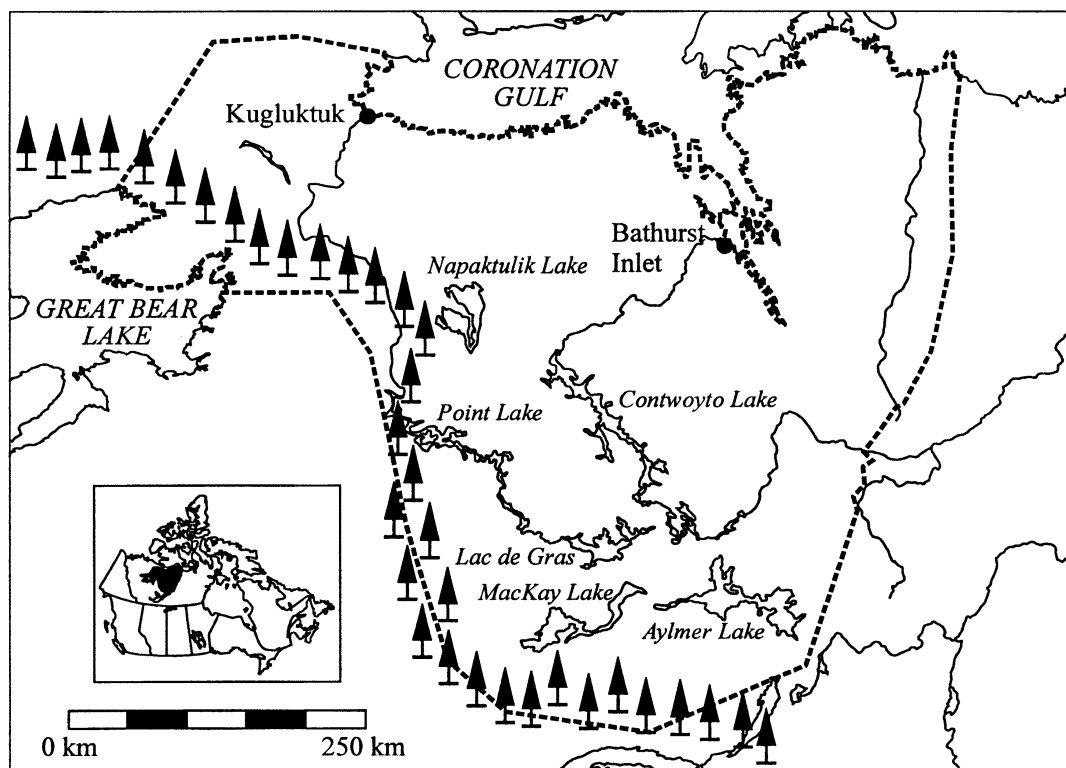 CORONATION
GULF
Kugluktuk
Bathurst
Inlet
Napaktulik Lake
GREAT BEAR
LAKE
Point Lake
Contwoyto Lake
Lac de Gras
MacKay Lake
Aylmer Lake
0 km
250 km